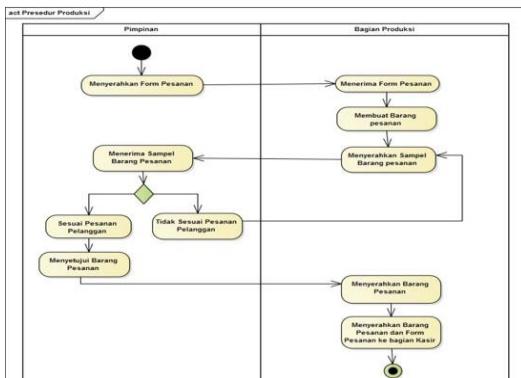 act Presedur Produksi
Pimpinan
Bagian Produksi
Menyerahkan Form Pesanan
Menerima Form Pesanan
Membuat Barang
pesanan
Menerima Sampel
Barang Pesanan
Menyerahkan Sampel
Barang pesanan
Sesuai Pesanan
Pelanggan
Tidak Sesuai Pesanan
Pelanggan
Menyetujui Barang
Pesanan
Menyerahkan Barang
Pesanan
Menyerahkan Barang
Pesanan dan Form
Pesanan ke bagian Kasir